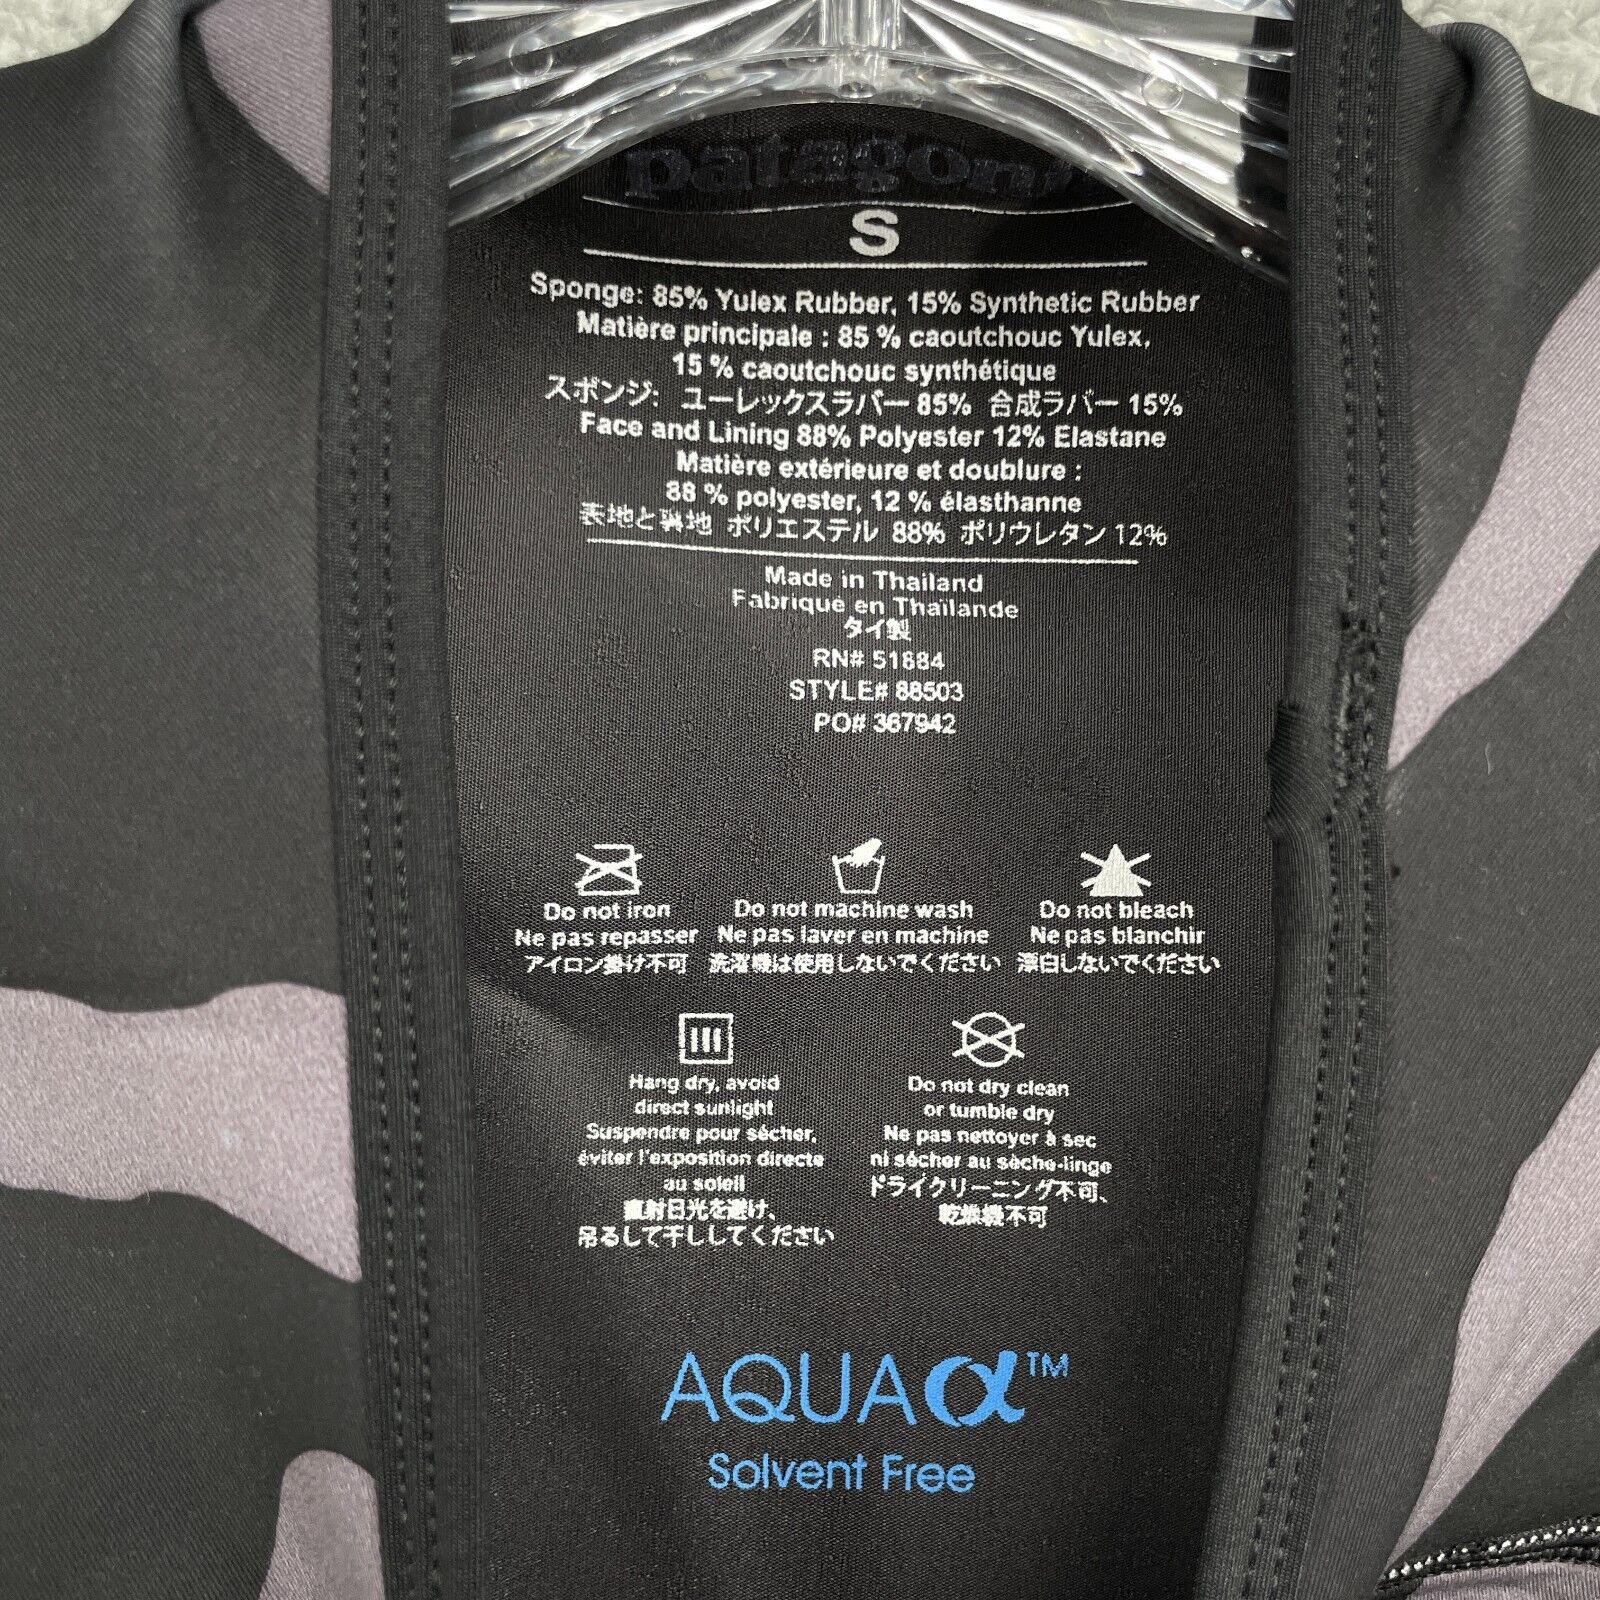 patagonia
S
Sponge: 85% Yulex Rubber, 15% Synthetic Rubber
Matière principale : 85 % caoutchouc Yulex,
15 % caoutchouc synthétique
スポンジ: ユーレックスラバー 85% 合成ラバー 15%
Face and Lining 88% Polyester 12% Elastane
Matière extérieure et doublure :
88 % polyester, 12 % élasthanne
表地と裏地 ポリエステル 88% ポリウレタン 12%
Made in Thailand
Fabriqué en Thaïlande
タイ製
RN# 51884
STYLE# 88503
PO# 367942
Do not iron Do not machine wash Do not bleach
Ne pas repasser Ne pas laver en machine Ne pas blanchir
アイロン掛け不可 洗濯機は使用しないでください 漂白しないでください
Hang dry, avoid
direct sunlight
Suspendre pour sécher,
éviter l'exposition directe
au soleil
直射日光を避け、
吊るして干ししてください
Do not dry clean
or tumble dry
Ne pas nettoyer à sec
ni sécher au sèche-linge
ドライクリーニング不可、
乾燥機不可
AQUAα™
Solvent Free